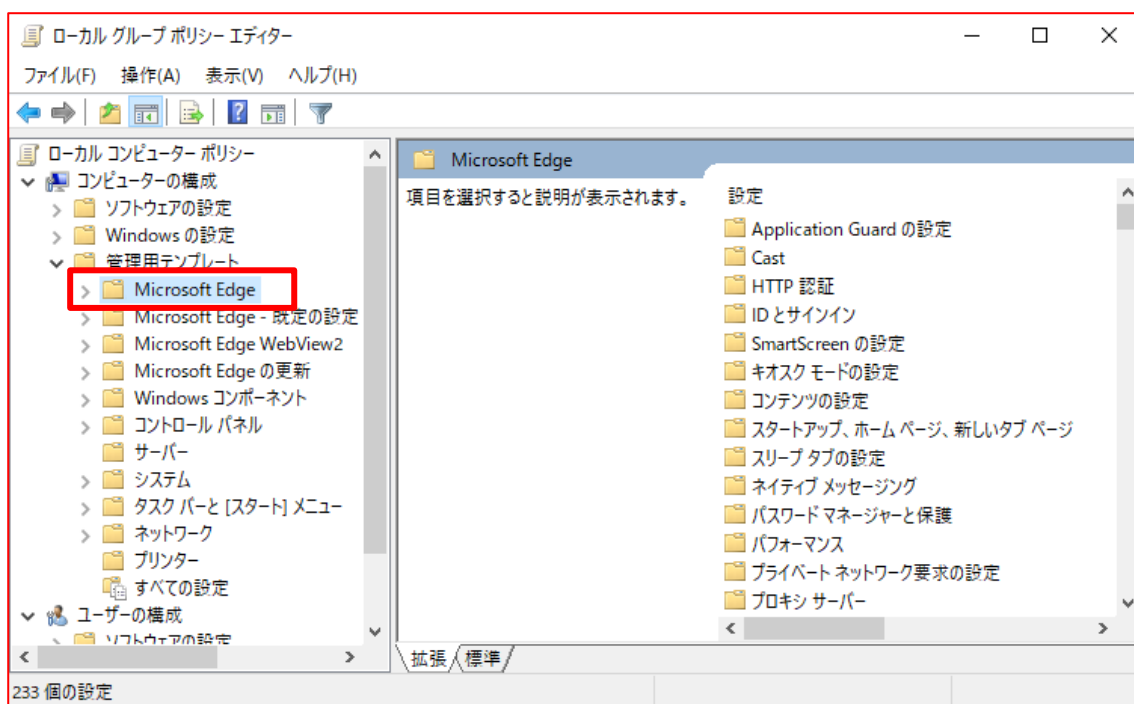 ローカル グループ ポリシー エディター
ファイル(F) 操作(A) 表示(V) ヘルプ(H)
ローカル コンピューター ポリシー
コンピューターの構成
ソフトウェアの設定
Windows の設定
管理用テンプレート
Microsoft Edge
Microsoft Edge - 既定の設定
Microsoft Edge WebView2
Microsoft Edge の更新
Windows コンポーネント
コントロール パネル
サーバー
システム
タスク バーと [スタート] メニュー
ネットワーク
プリンター
すべての設定
ユーザーの構成
ソフトウェアの設定
Microsoft Edge
項目を選択すると説明が表示されます。
設定
Application Guard の設定
Cast
HTTP 認証
ID とサインイン
SmartScreen の設定
キオスク モードの設定
コンテンツの設定
スタートアップ、ホーム ページ、新しいタブ ページ
スリープ タブの設定
ネイティブ メッセージング
パスワード マネージャーと保護
パフォーマンス
プライベート ネットワーク要求の設定
プロキシ サーバー
拡張 標準
233 個の設定